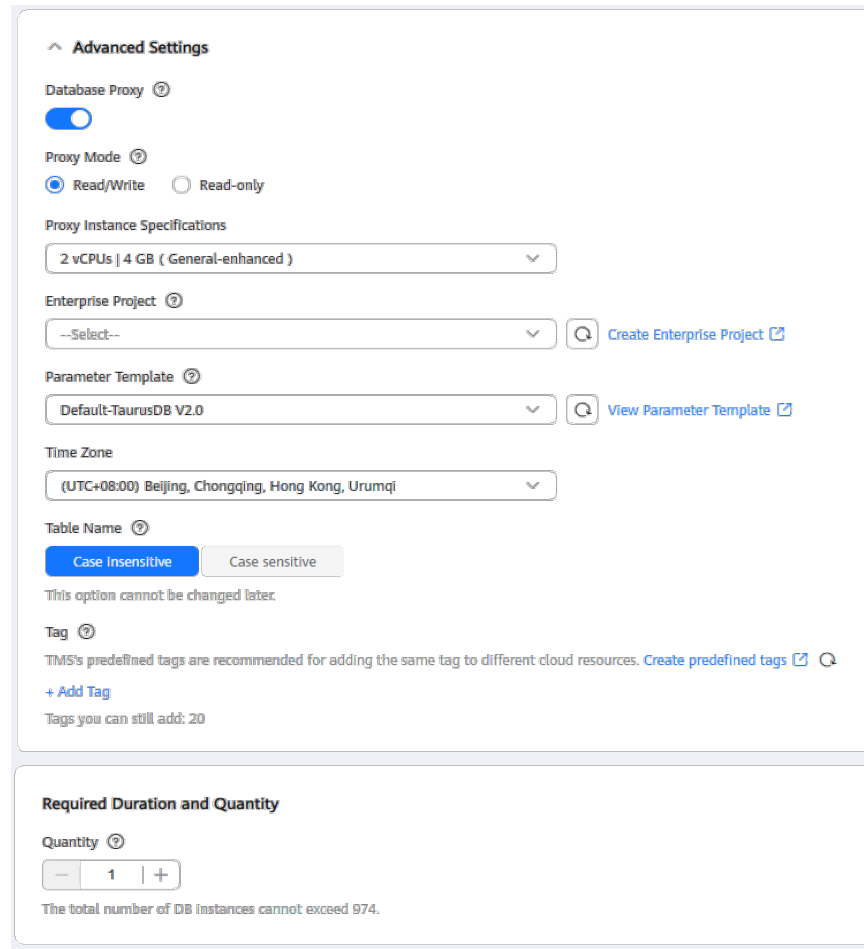 Advanced Settings
Database Proxy
Proxy Mode
Read/Write Read-only
Proxy Instance Specifications
2 vCPUs | 4 GB ( General-enhanced )
Enterprise Project
--Select-- Create Enterprise Project
Parameter Template
Default-TaurusDB V2.0 View Parameter Template
Time Zone
(UTC+08:00) Beijing, Chongqing, Hong Kong, Urumqi
Table Name
Case insensitive Case sensitive
This option cannot be changed later.
Tag
TMS's predefined tags are recommended for adding the same tag to different cloud resources. Create predefined tags
+ Add Tag
Tags you can still add: 20
Required Duration and Quantity
Quantity
− 1 +
The total number of DB instances cannot exceed 974.